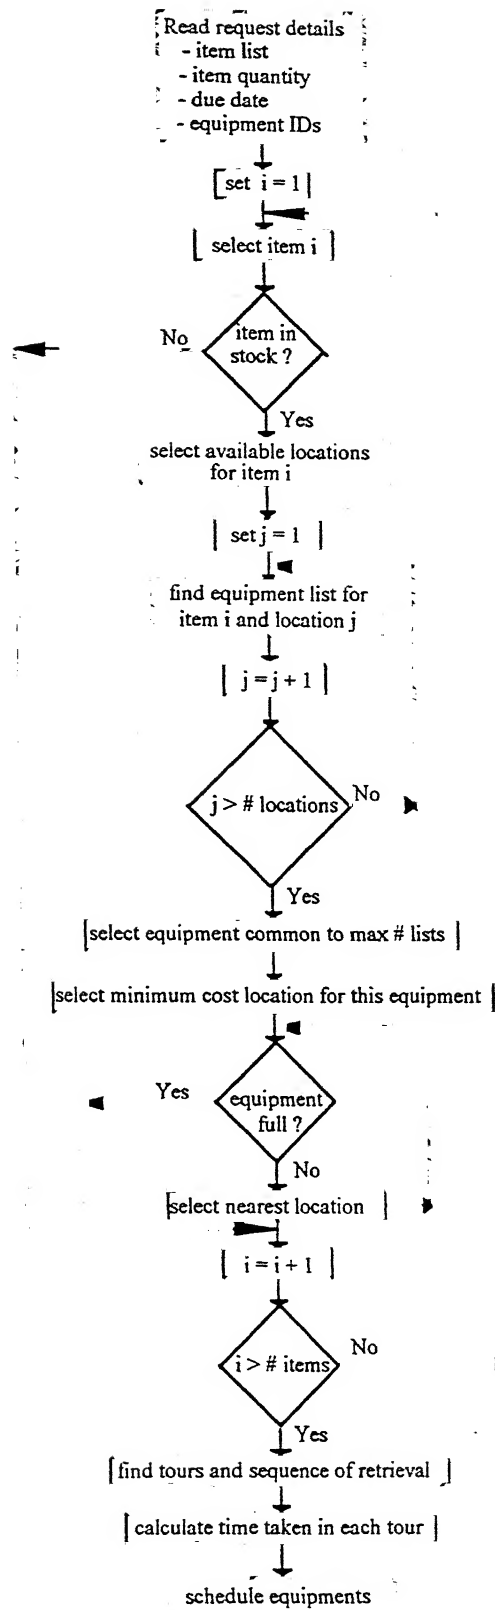 Read request details
- item list
- item quantity
- due date
- equipment IDs
set i = 1
select item i
No
item in
stock ?
Yes
select available locations
for item i
set j = 1
find equipment list for
item i and location j
j = j + 1
j > # locations
No
Yes
select equipment common to max # lists
select minimum cost location for this equipment
Yes
equipment
full ?
No
select nearest location
i = i + 1
No
i > # items
Yes
find tours and sequence of retrieval
calculate time taken in each tour
schedule equipments